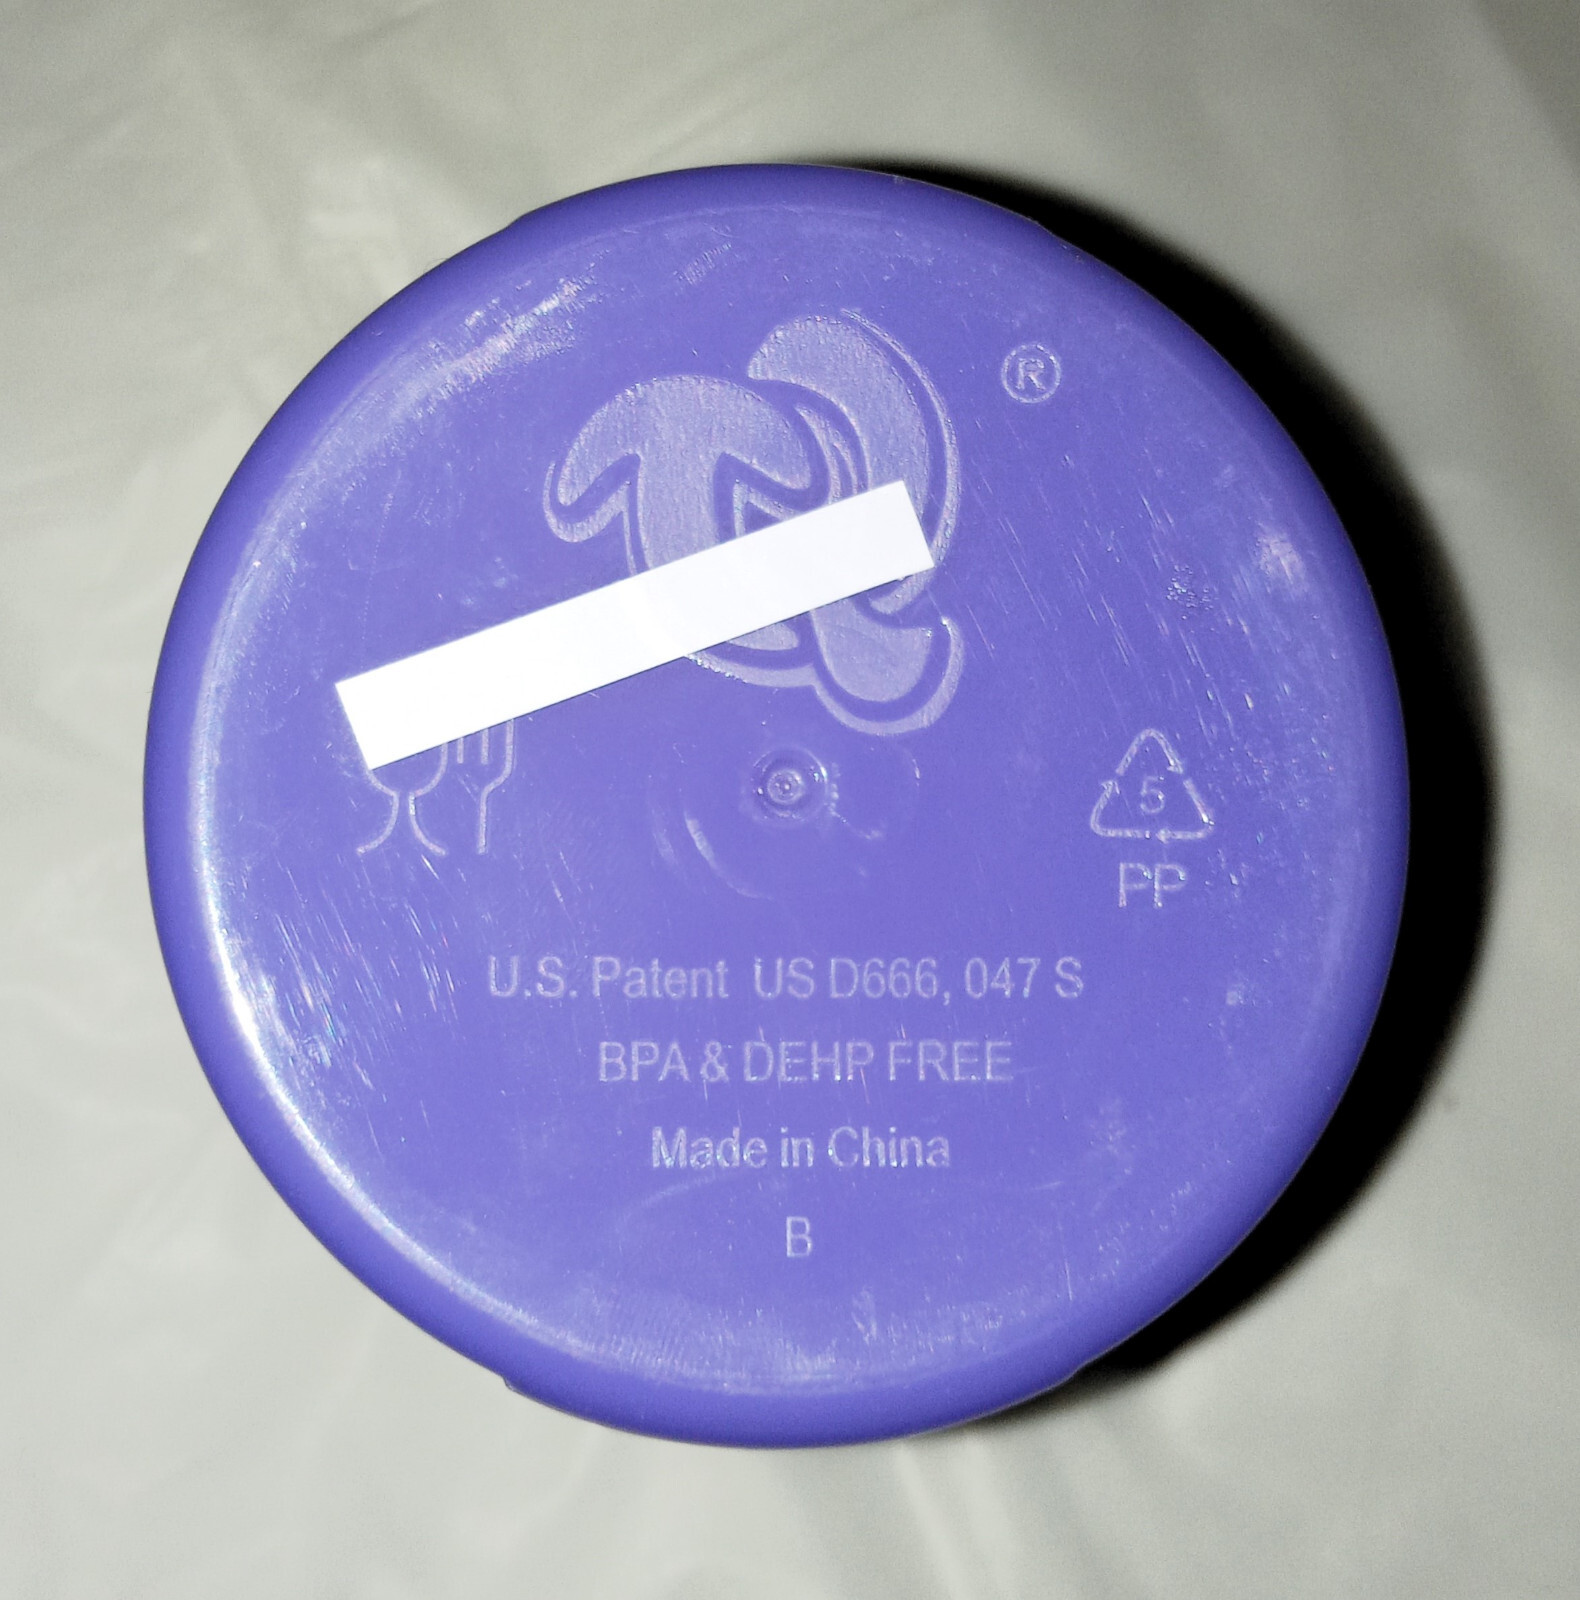 ®
5
PP
U.S. Patent US D666, 047 S
BPA & DEHP FREE
Made in China
B